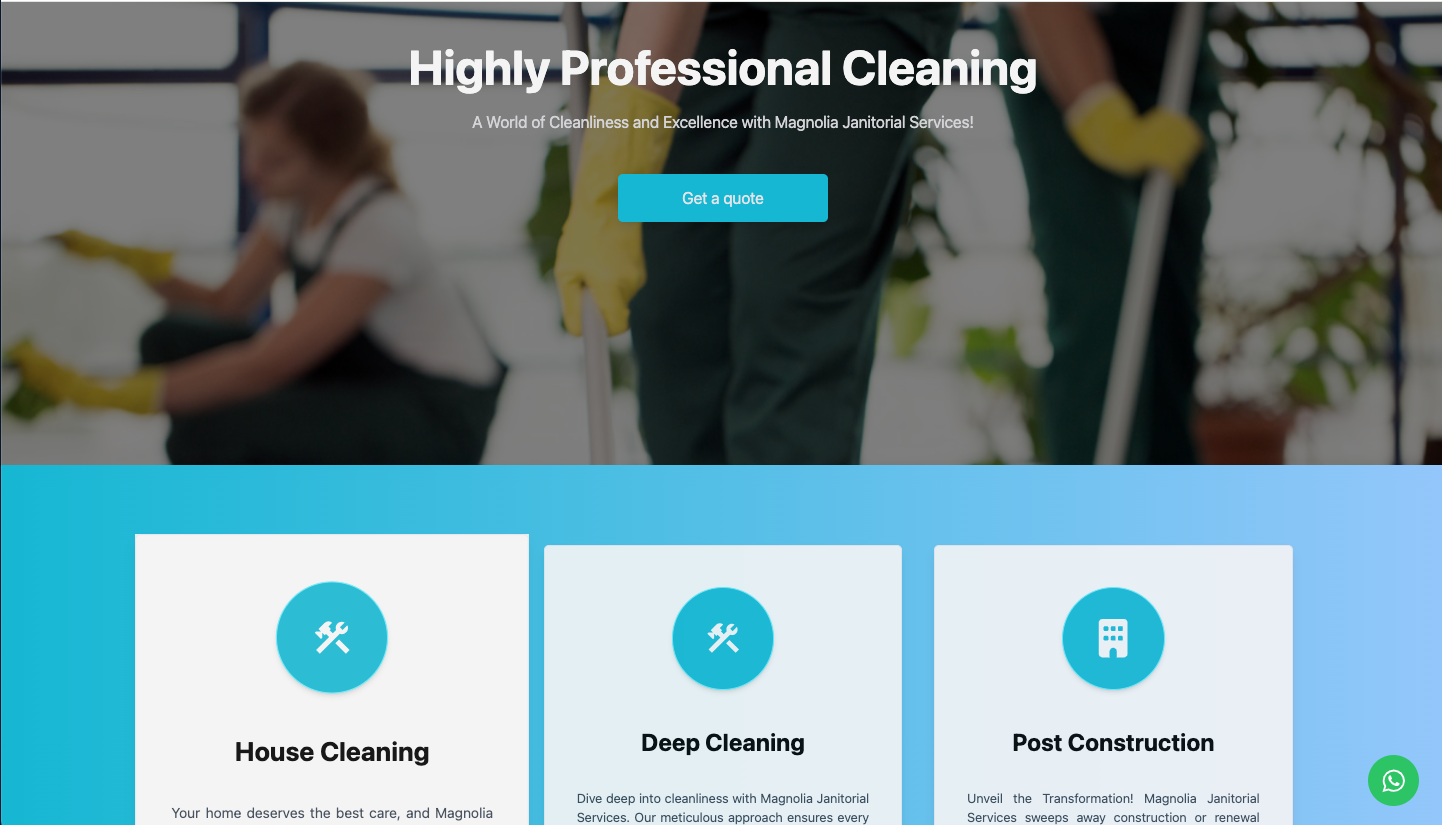 Highly Professional Cleaning
A World of Cleanliness and Excellence with Magnolia Janitorial Services!
Get a quote
House Cleaning
Your home deserves the best care, and Magnolia
Deep Cleaning
Dive deep into cleanliness with Magnolia Janitorial
Services. Our meticulous approach ensures every
Post Construction
Unveil the Transformation! Magnolia Janitorial
Services sweeps away construction or renewal